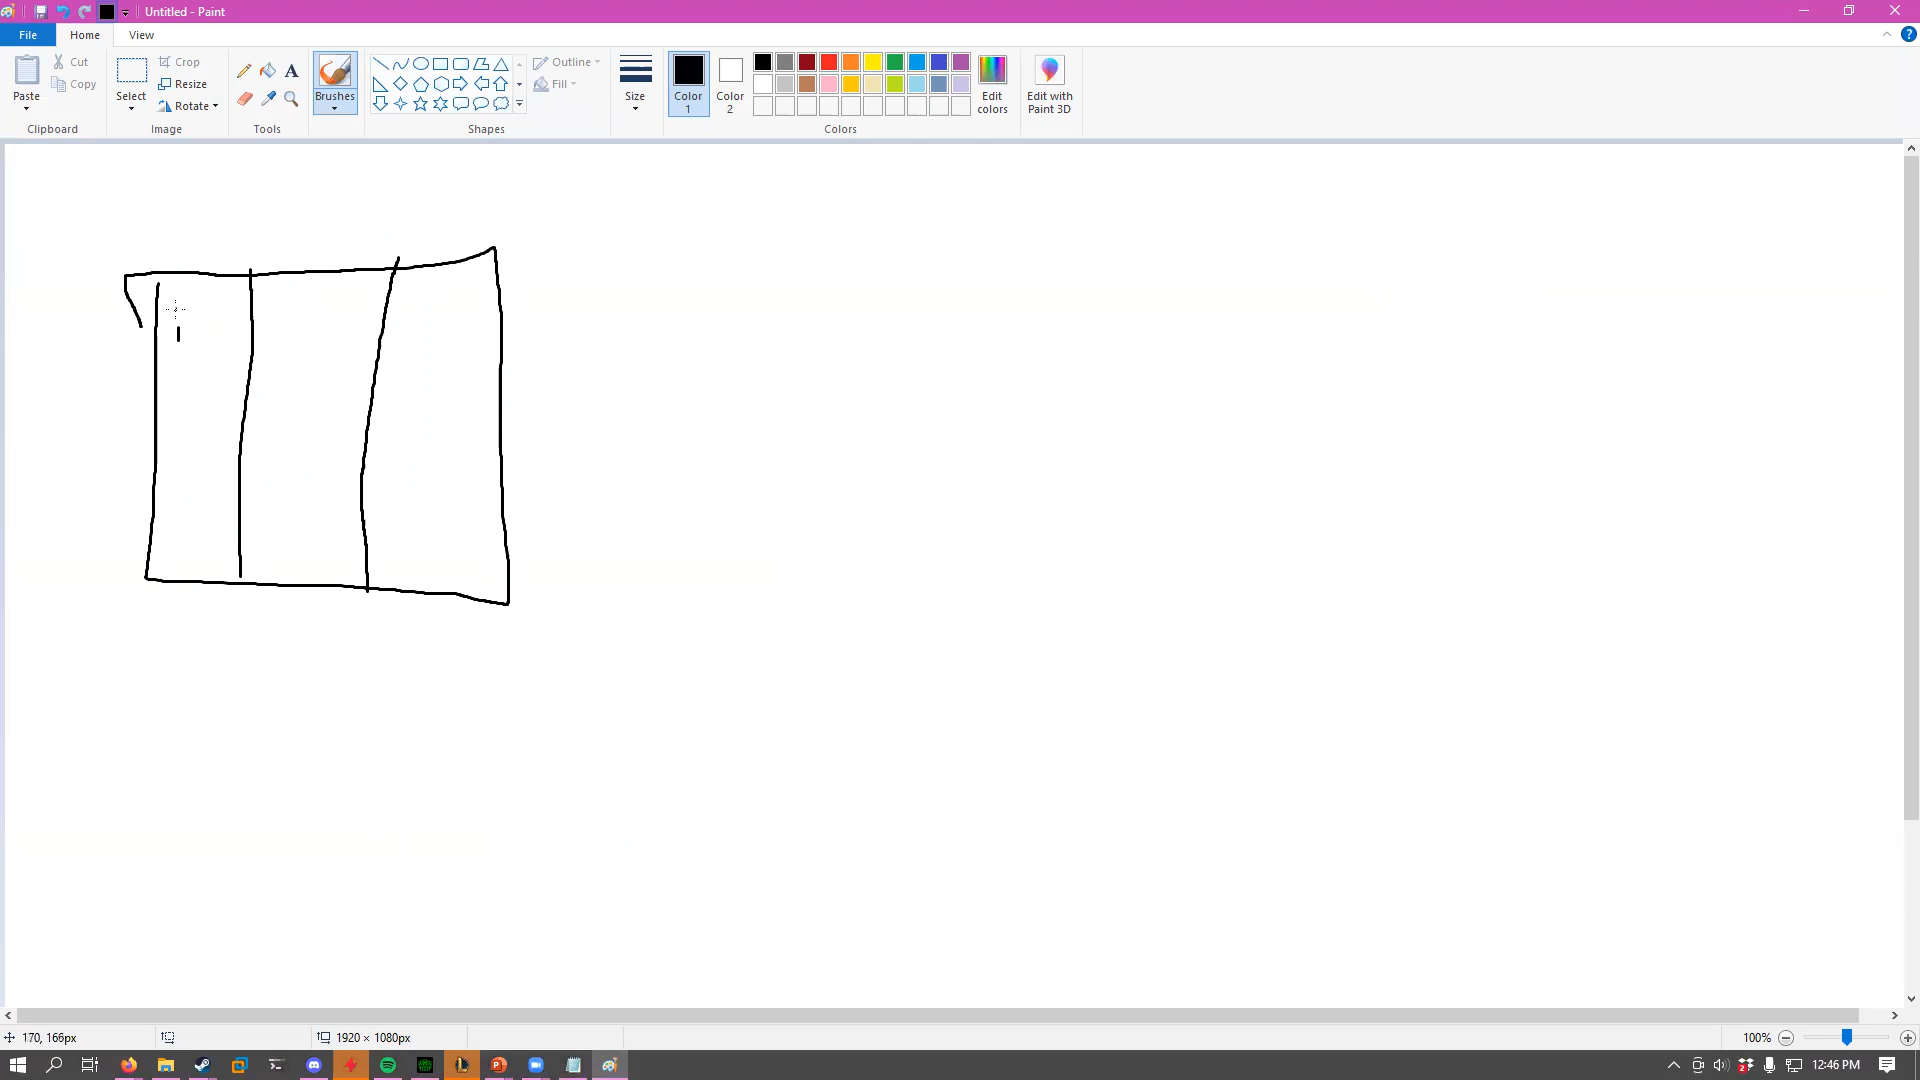 Untitled - Paint
File Home View
Paste Cut Copy Clipboard
Select Crop Resize Rotate Image
Tools
Brushes
Shapes Outline Fill
Size
Color 1 Color 2 Edit colors Colors
Edit with Paint 3D
170, 166px 1920 × 1080px 100%
12:46 PM